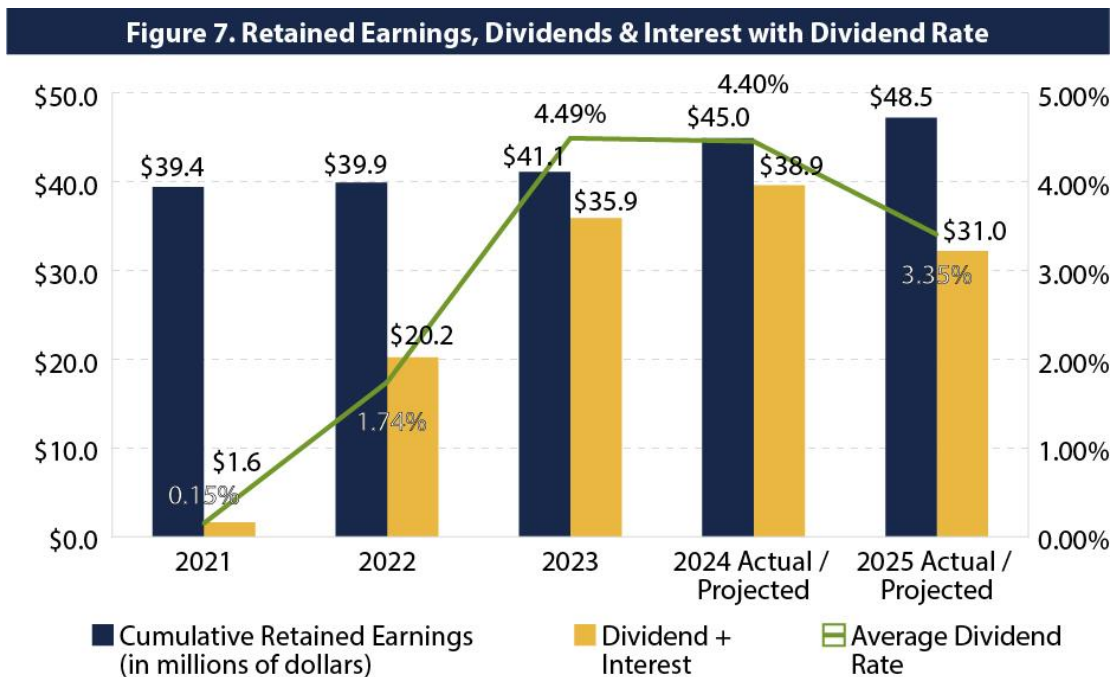 Figure 7. Retained Earnings, Dividends & Interest with Dividend Rate
$50.0
$40.0
$30.0
$20.0
$10.0
$0.0
$39.4
$1.6
0.15%
$39.9
$20.2
1.74%
4.49%
$41.1
$35.9
4.40%
$45.0
$38.9
$48.5
$31.0
3.35%
5.00%
4.00%
3.00%
2.00%
1.00%
0.00%
2021
2022
2023
2024 Actual /
Projected
2025 Actual /
Projected
Cumulative Retained Earnings
(in millions of dollars)
Dividend +
Interest
Average Dividend
Rate